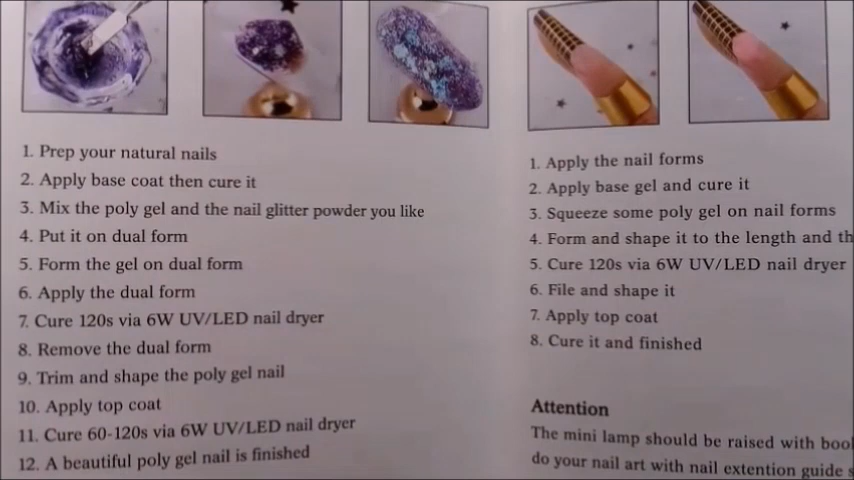 1. Prep your natural nails
2. Apply base coat then cure it
3. Mix the poly gel and the nail glitter powder you like
4. Put it on dual form
5. Form the gel on dual form
6. Apply the dual form
7. Cure 120s via 6W UV/LED nail dryer
8. Remove the dual form
9. Trim and shape the poly gel nail
10. Apply top coat
11. Cure 60-120s via 6W UV/LED nail dryer
12. A beautiful poly gel nail is finished
1. Apply the nail forms
2. Apply base gel and cure it
3. Squeeze some poly gel on nail forms
4. Form and shape it to the length and th
5. Cure 120s via 6W UV/LED nail dryer
6. File and shape it
7. Apply top coat
8. Cure it and finished
Attention
The mini lamp should be raised with boo
do your nail art with nail extention guide s